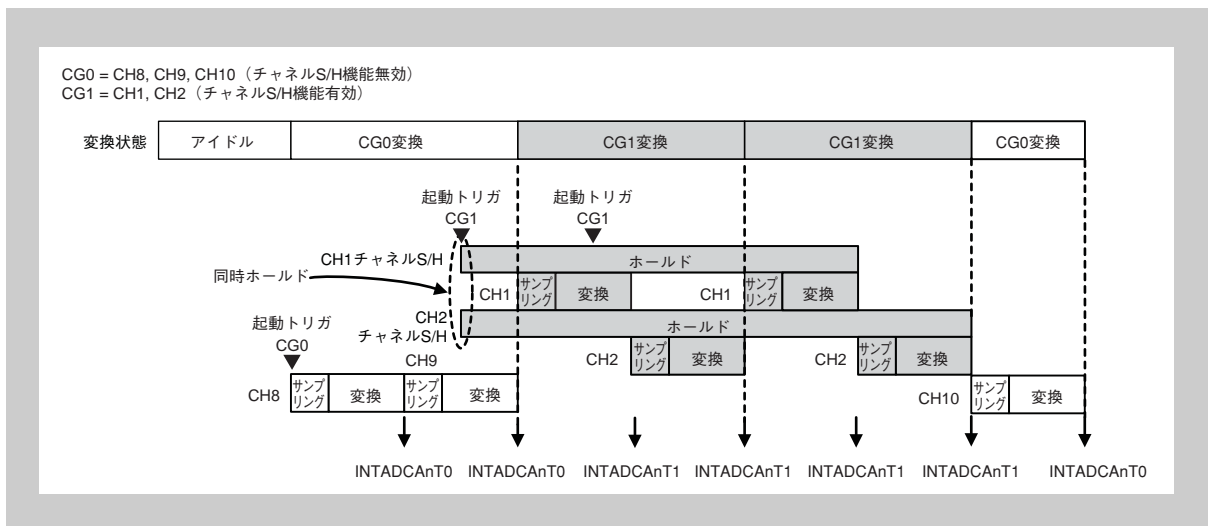 CG0 = CH8, CH9, CH10（チャネルS/H機能無効）
CG1 = CH1, CH2（チャネルS/H機能有効）
変換状態 アイドル CG0変換 CG1変換 CG1変換 CG0変換
起動トリガ
CG1
起動トリガ
CG1
CH1チャネルS/H
ホールド
同時ホールド
CH1
サンプ
リング
変換
CH1
サンプ
リング
変換
CH2
チャネルS/H
ホールド
起動トリガ
CG0
CH2
サンプ
リング
変換
CH2
サンプ
リング
変換
CH9
CH8
サンプ
リング
変換
サンプ
リング
変換
CH10
サンプ
リング
変換
INTADCAnT0 INTADCAnT0 INTADCAnT1 INTADCAnT1 INTADCAnT1 INTADCAnT1 INTADCAnT0